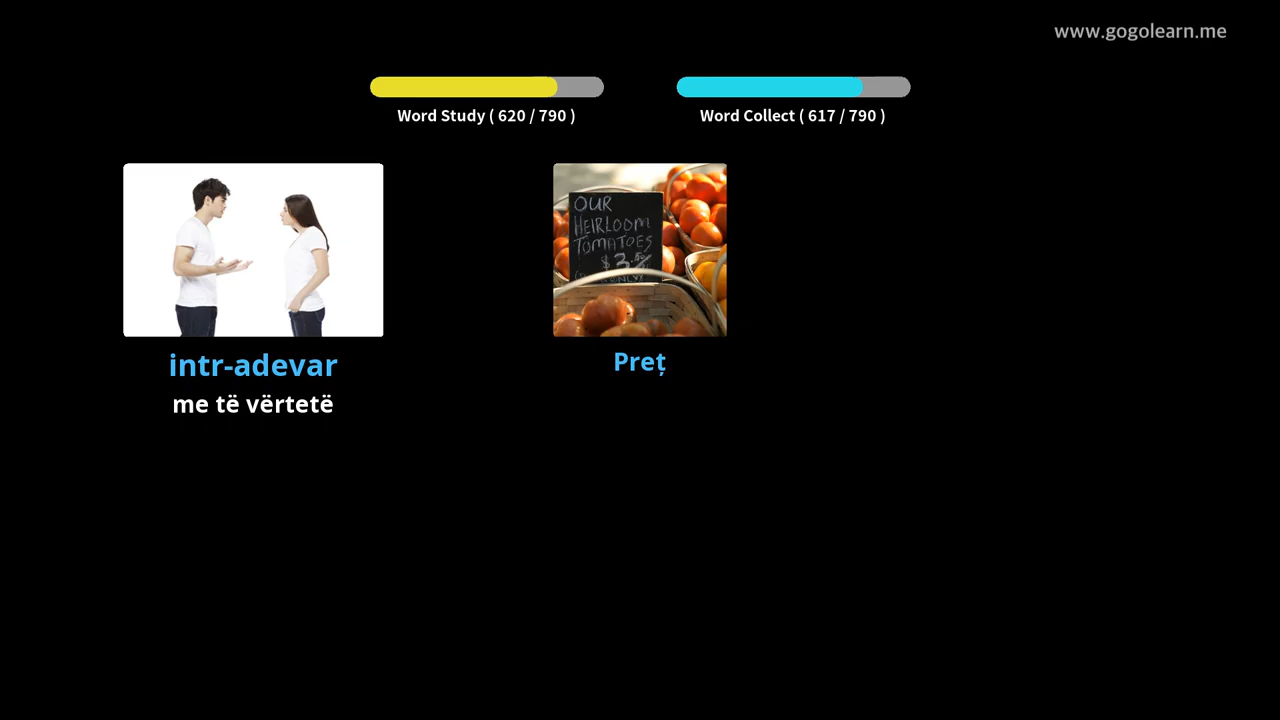 www.gogolearn.me
Word Study ( 620 / 790 )
Word Collect ( 617 / 790 )
OUR
HEIRLOOM
TOMATOES
intr-adevar
me të vërtetë
Preț